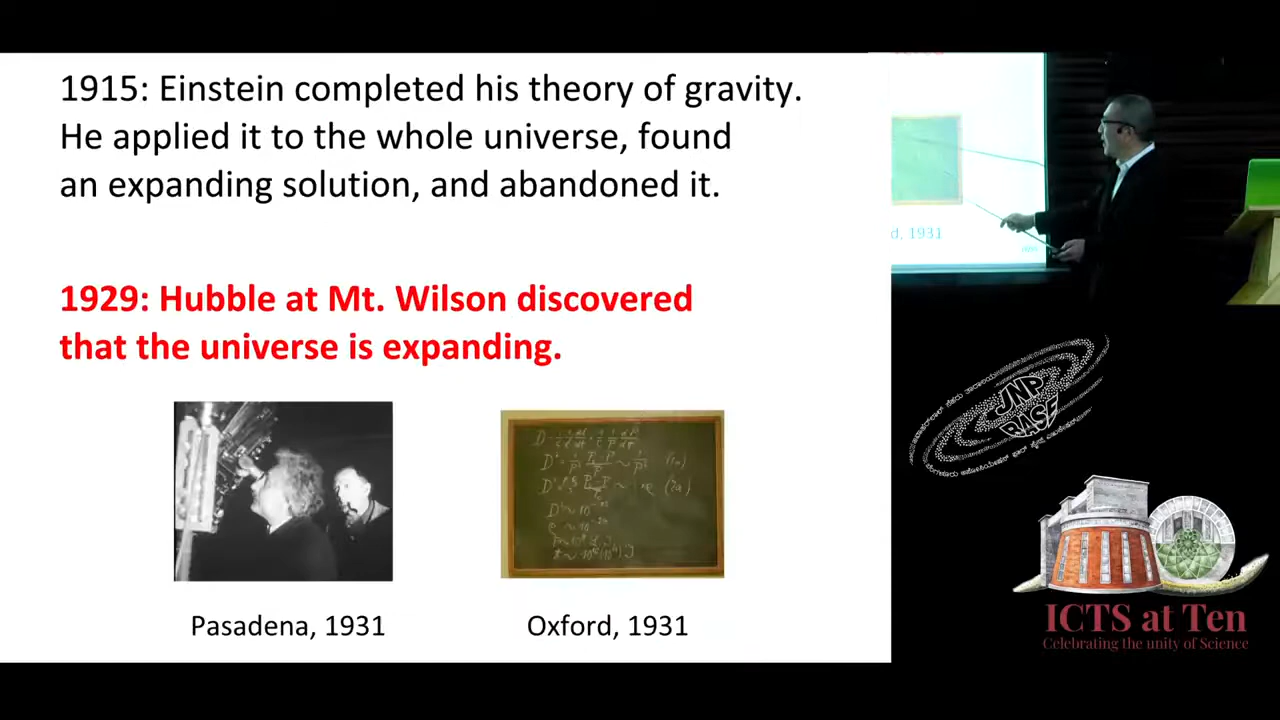 1915: Einstein completed his theory of gravity.
He applied it to the whole universe, found
an expanding solution, and abandoned it.
1929: Hubble at Mt. Wilson discovered
that the universe is expanding.
Pasadena, 1931
Oxford, 1931
d, 1931
JNP
BASE
ICTS at Ten
Celebrating the unity of Science